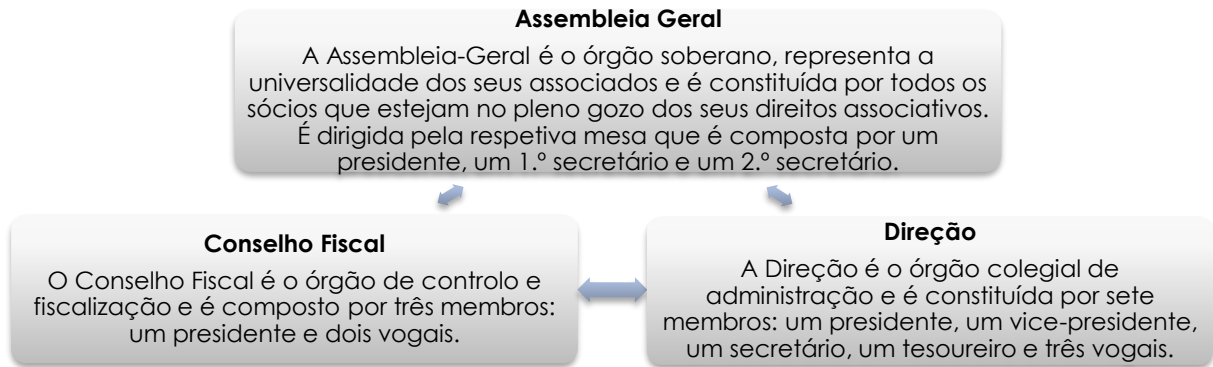 Assembleia Geral
A Assembleia-Geral é o órgão soberano, representa a
universalidade dos seus associados e é constituída por todos os
sócios que estejam no pleno gozo dos seus direitos associativos.
É dirigida pela respetiva mesa que é composta por um
presidente, um 1.º secretário e um 2.º secretário.
Conselho Fiscal
O Conselho Fiscal é o órgão de controlo e
fiscalização e é composto por três membros:
um presidente e dois vogais.
Direção
A Direção é o órgão colegial de
administração e é constituída por sete
membros: um presidente, um vice-presidente,
um secretário, um tesoureiro e três vogais.